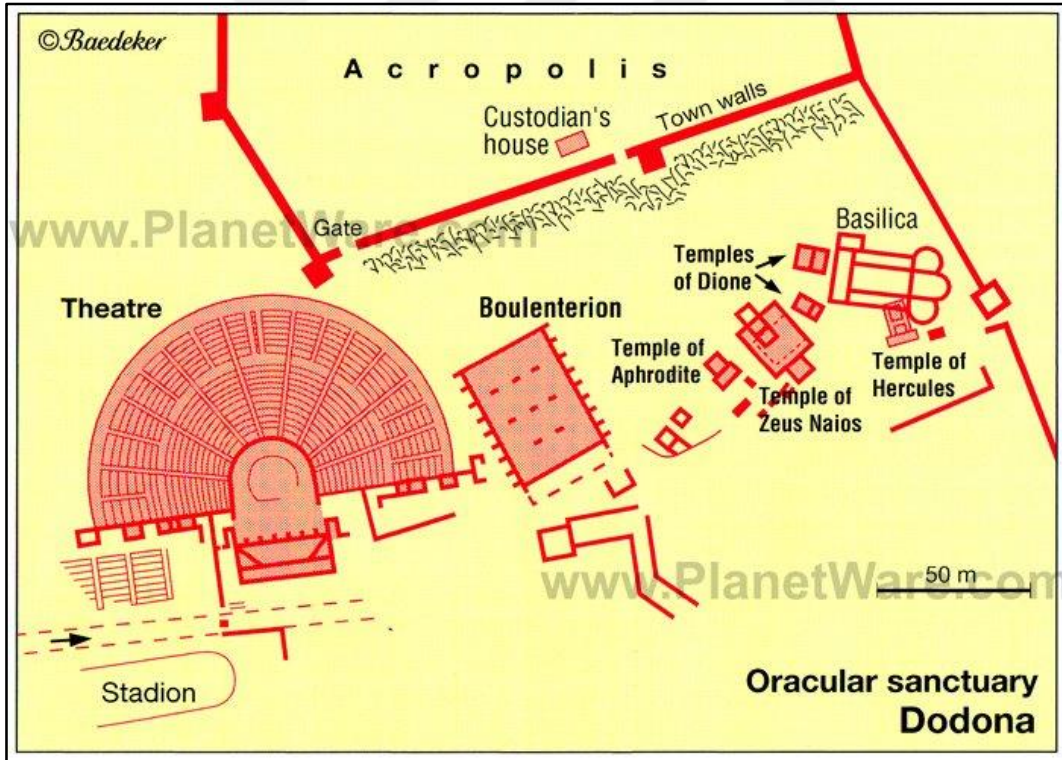 ©Baedeker
Acropolis
Custodian's
house
Town walls
www.PlanetWare.com
Gate
Basilica
Temples
of Dione
Theatre
Boulenterion
Temple of
Aphrodite
Temple of
Hercules
Temple of
Zeus Naios
www.PlanetWare.com
50 m
Stadion
Oracular sanctuary
Dodona